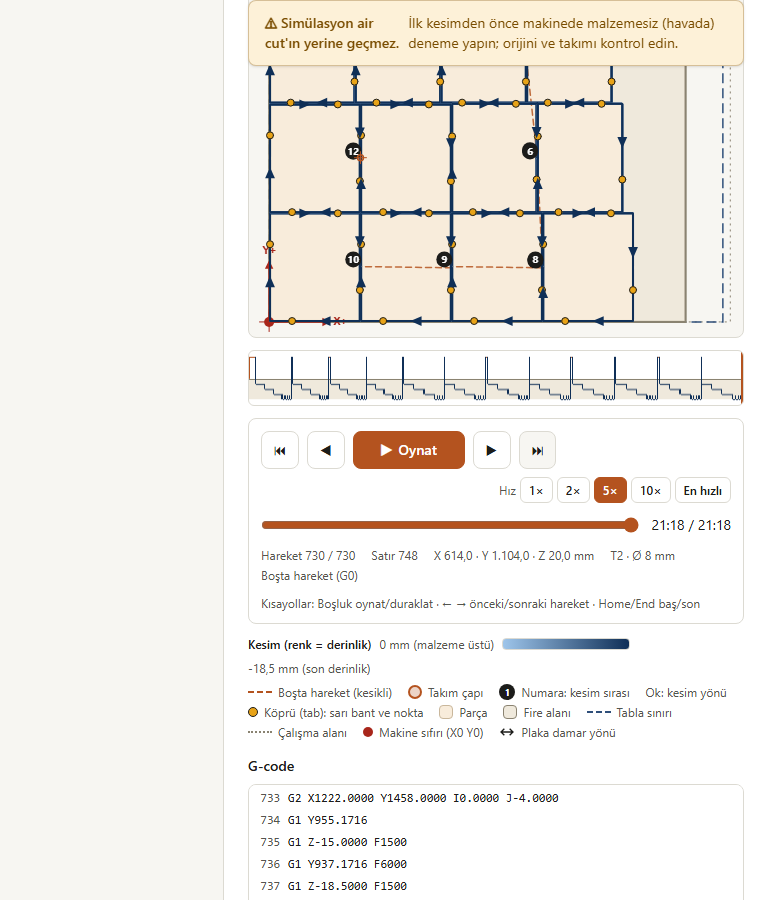 ⚠ Simülasyon air cut'ın yerine geçmez.
İlk kesimden önce makinede malzemesiz (havada) deneme yapın; orijini ve takımı kontrol edin.
12
6
10
9
8
Y+
X+
Oynat
Hız 1× 2× 5× 10× En hızlı
21:18 / 21:18
Hareket 730 / 730 Satır 748 X 614,0 · Y 1.104,0 · Z 20,0 mm T2 · Ø 8 mm
Boşta hareket (G0)
Kısayollar: Boşluk oynat/duraklat · ← → önceki/sonraki hareket · Home/End baş/son
Kesim (renk = derinlik) 0 mm (malzeme üstü)
-18,5 mm (son derinlik)
Boşta hareket (kesikli) Takım çapı 1 Numara: kesim sırası Ok: kesim yönü
Köprü (tab): sarı bant ve nokta Parça Fire alanı Tabla sınırı
Çalışma alanı Makine sıfırı (X0 Y0) Plaka damar yönü
G-code
733 G2 X1222.0000 Y1458.0000 I0.0000 J-4.0000
734 G1 Y955.1716
735 G1 Z-15.0000 F1500
736 G1 Y937.1716 F6000
737 G1 Z-18.5000 F1500